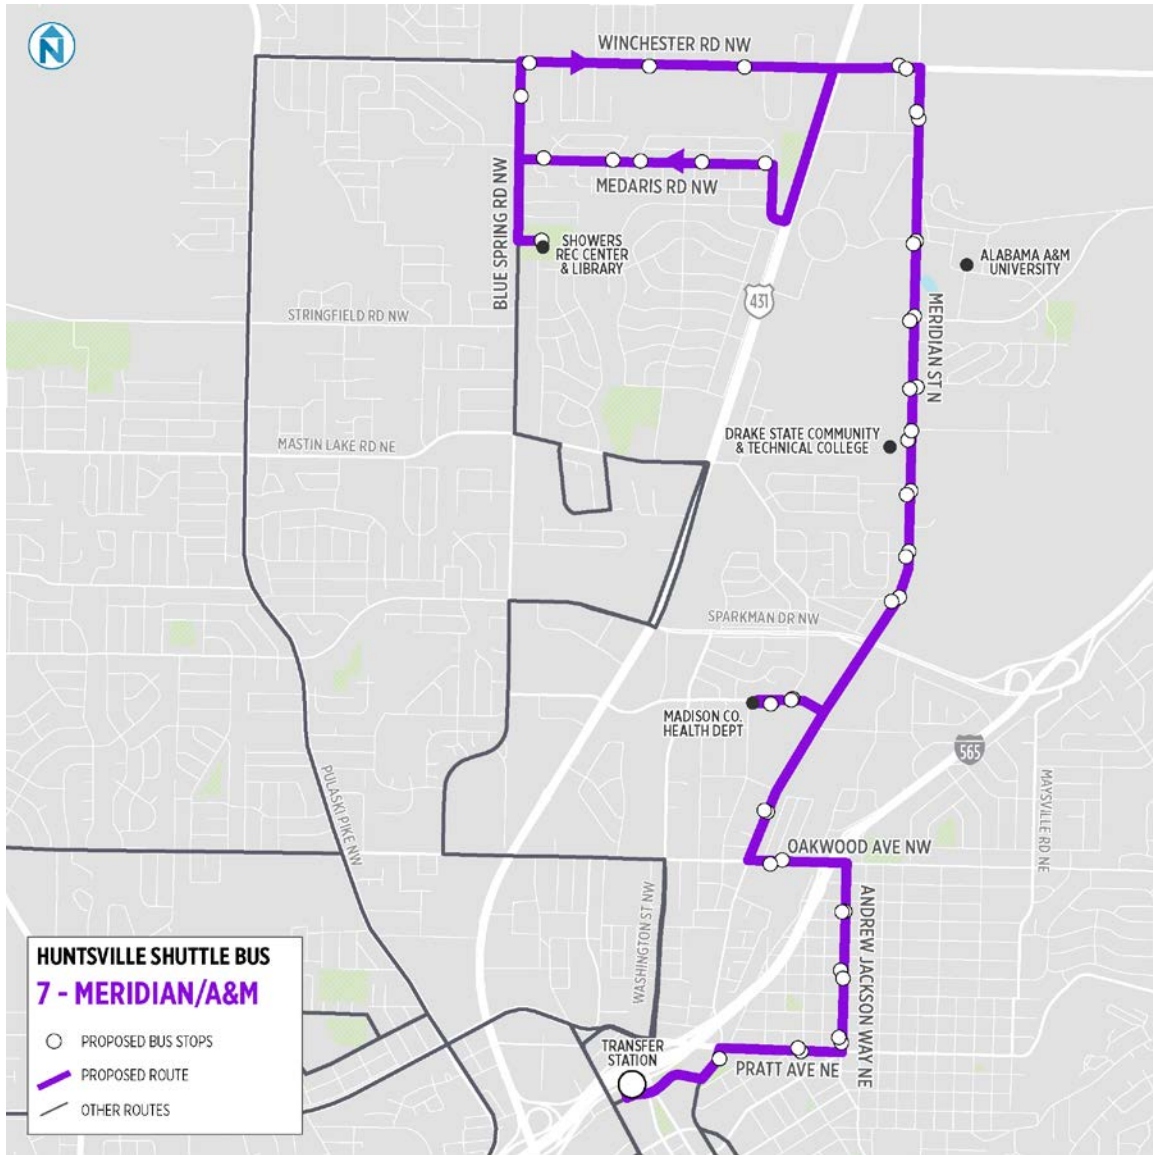 N
WINCHESTER RD NW
MEDARIS RD NW
BLUE SPRING RD NW
SHOWERS
REC CENTER
& LIBRARY
ALABAMA A&M
UNIVERSITY
431
STRINGFIELD RD NW
MERIDIAN ST N
MASTIN LAKE RD NE
DRAKE STATE COMMUNITY
& TECHNICAL COLLEGE
SPARKMAN DR NW
MADISON CO.
HEALTH DEPT
565
PULASKI PIKE NW
MAYSVILLE RD NE
OAKWOOD AVE NW
WASHINGTON ST NW
ANDREW JACKSON WAY NE
TRANSFER
STATION
PRATT AVE NE
HUNTSVILLE SHUTTLE BUS
7 - MERIDIAN/A&M
PROPOSED BUS STOPS
PROPOSED ROUTE
OTHER ROUTES